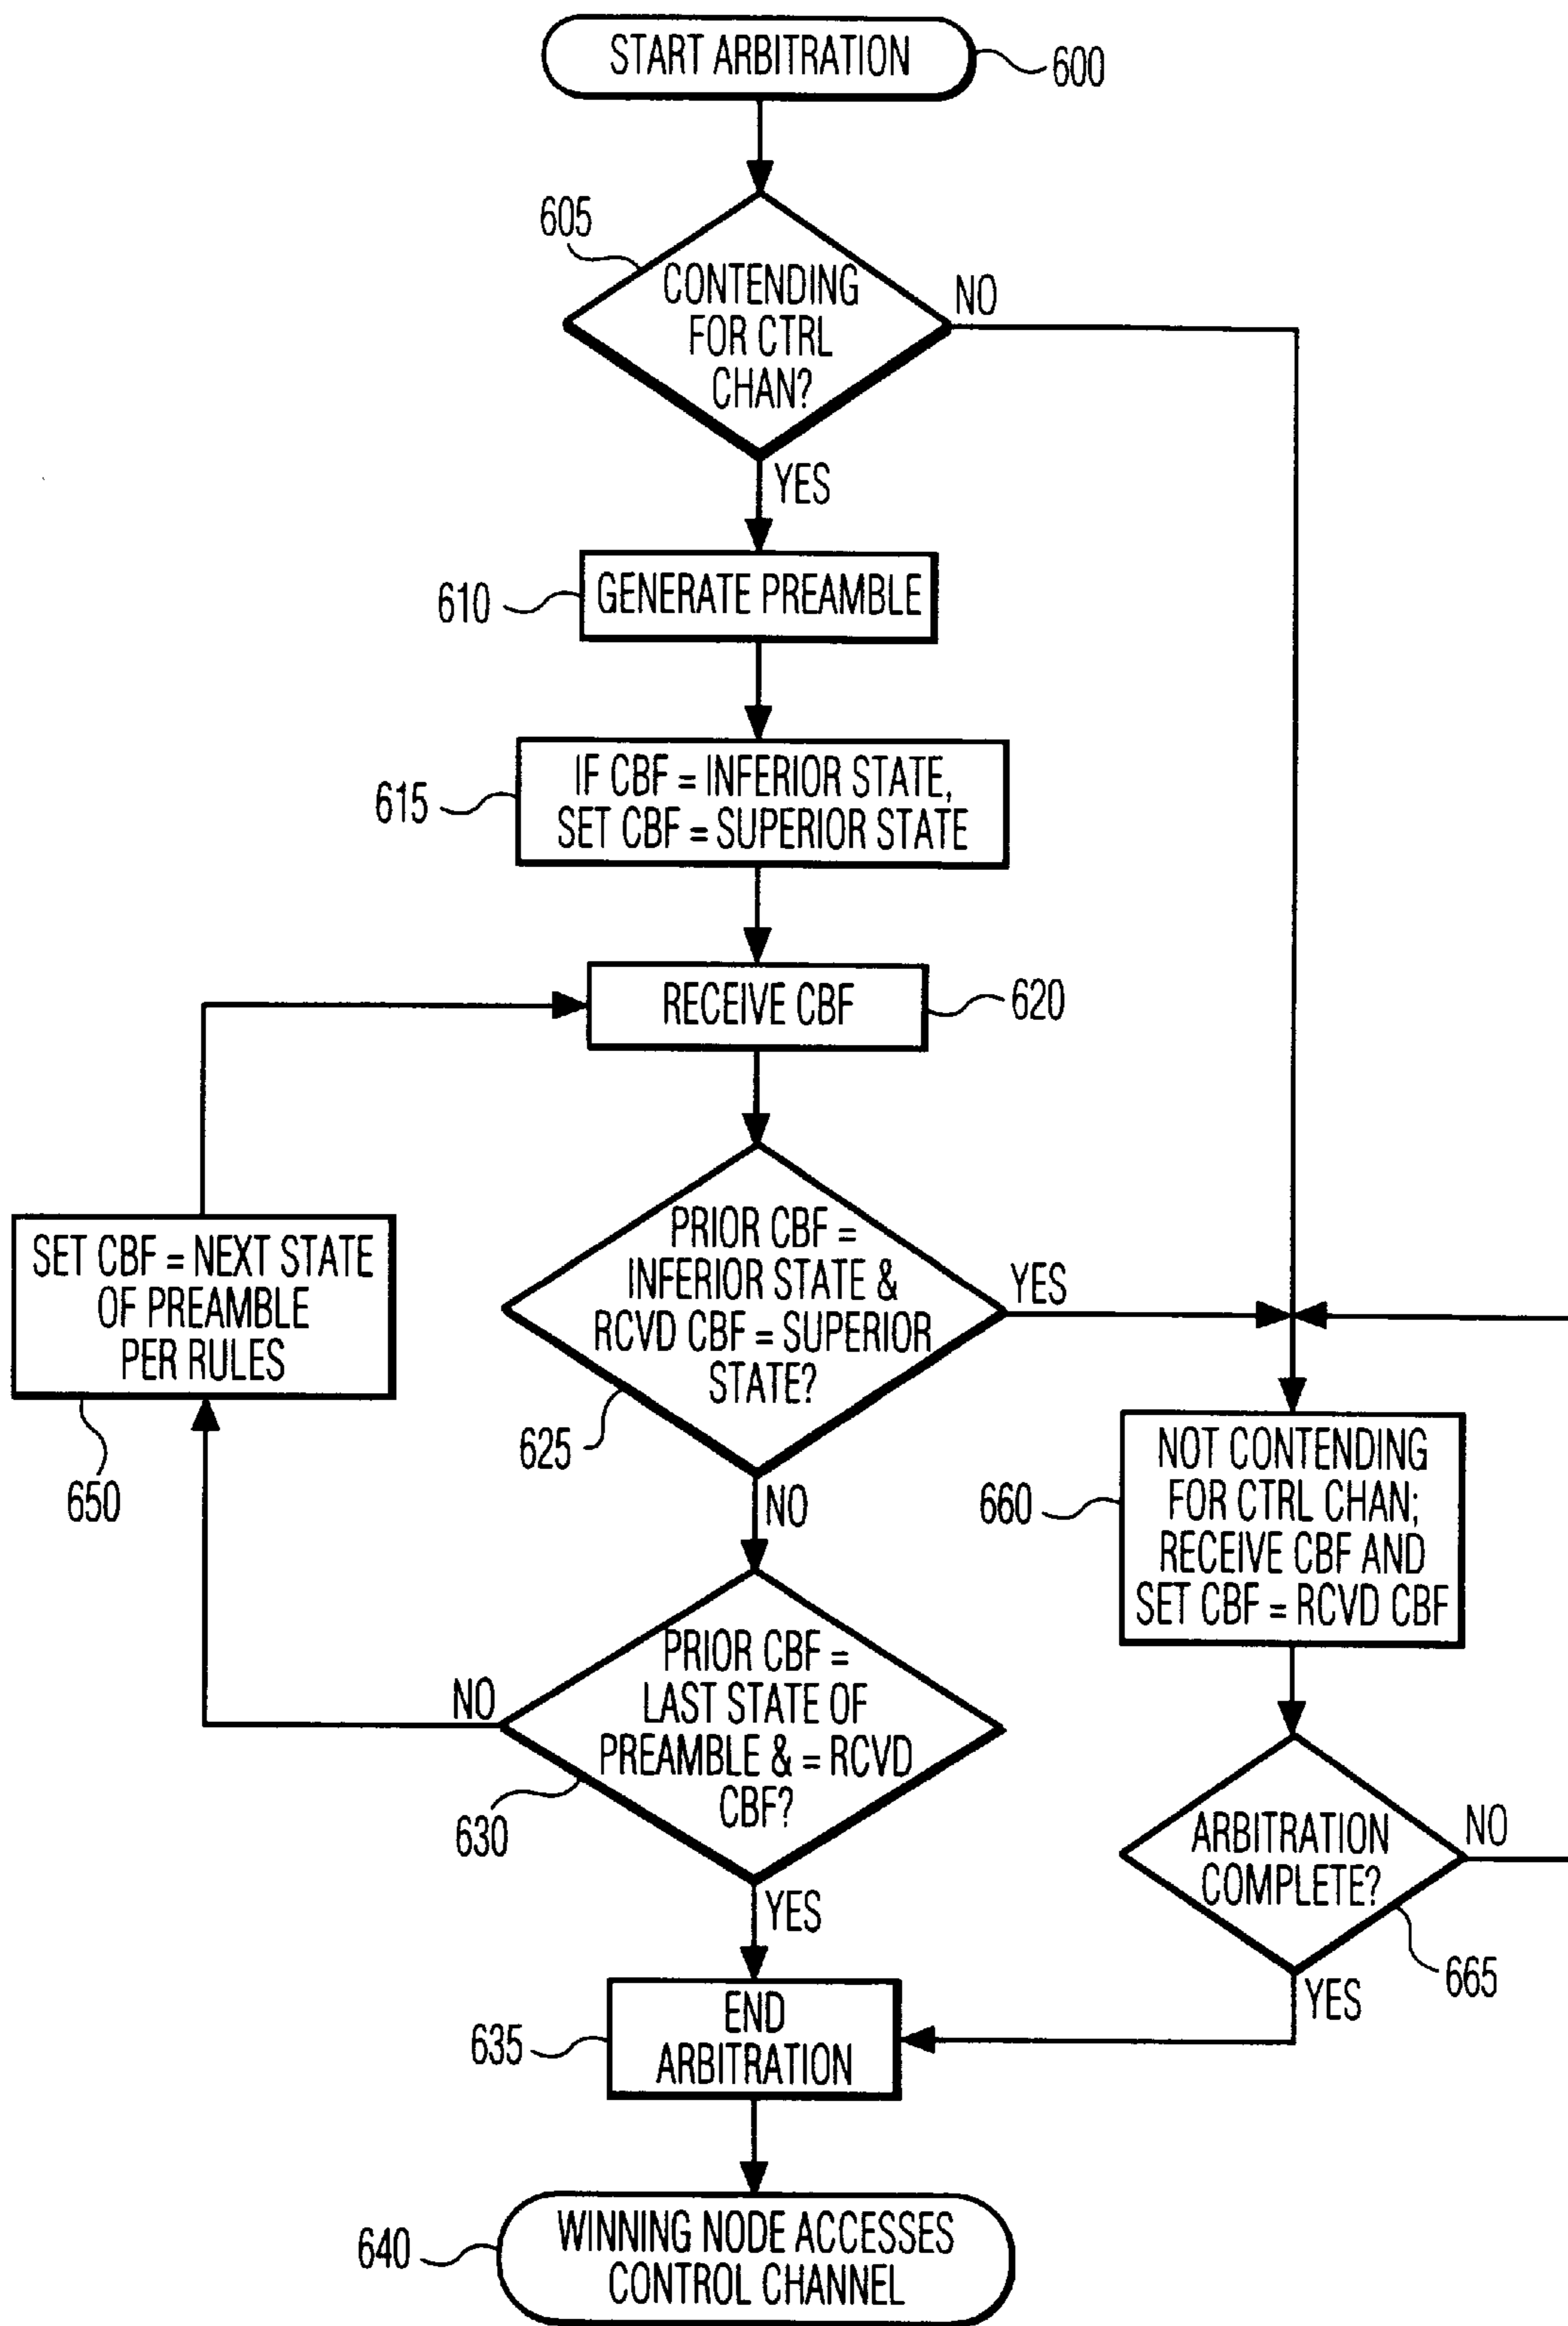 START ARBITRATION
600
605
CONTENDING
FOR CTRL
CHAN?
NO
YES
610
GENERATE PREAMBLE
615
IF CBF = INFERIOR STATE,
SET CBF = SUPERIOR STATE
RECEIVE CBF
620
SET CBF = NEXT STATE
OF PREAMBLE
PER RULES
650
PRIOR CBF =
INFERIOR STATE &
RCVD CBF = SUPERIOR
STATE?
YES
625
NO
660
NOT CONTENDING
FOR CTRL CHAN;
RECEIVE CBF AND
SET CBF = RCVD CBF
NO
PRIOR CBF =
LAST STATE OF
PREAMBLE & = RCVD
CBF?
630
YES
ARBITRATION
COMPLETE?
NO
665
YES
635
END
ARBITRATION
640
WINNING NODE ACCESSES
CONTROL CHANNEL